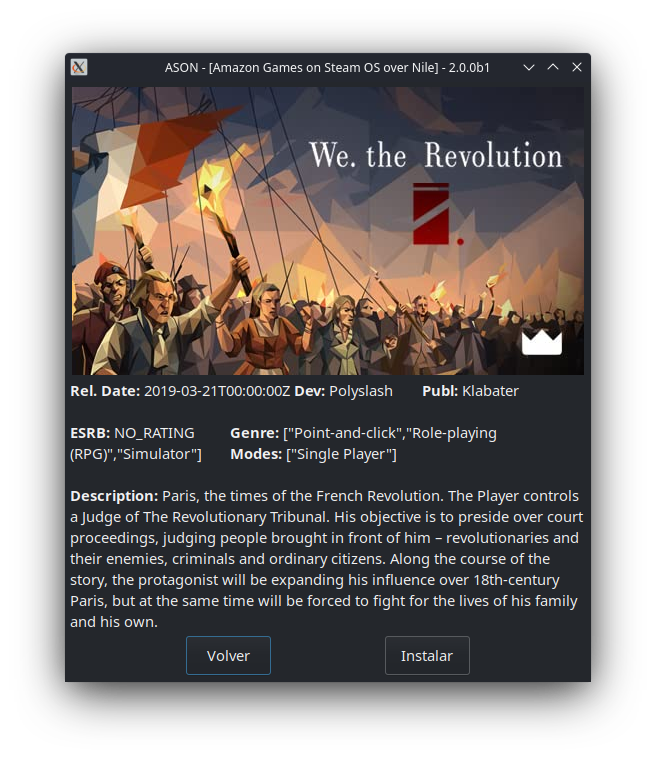 ASON - [Amazon Games on Steam OS over Nile] - 2.0.0b1
We. the Revolution
Rel. Date: 2019-03-21T00:00:00Z Dev: Polyslash Publ: Klabater
ESRB: NO_RATING Genre: ["Point-and-click","Role-playing
(RPG)","Simulator"] Modes: ["Single Player"]
Description: Paris, the times of the French Revolution. The Player controls
a Judge of The Revolutionary Tribunal. His objective is to preside over court
proceedings, judging people brought in front of him – revolutionaries and
their enemies, criminals and ordinary citizens. Along the course of the
story, the protagonist will be expanding his influence over 18th-century
Paris, but at the same time will be forced to fight for the lives of his family
and his own.
Volver Instalar